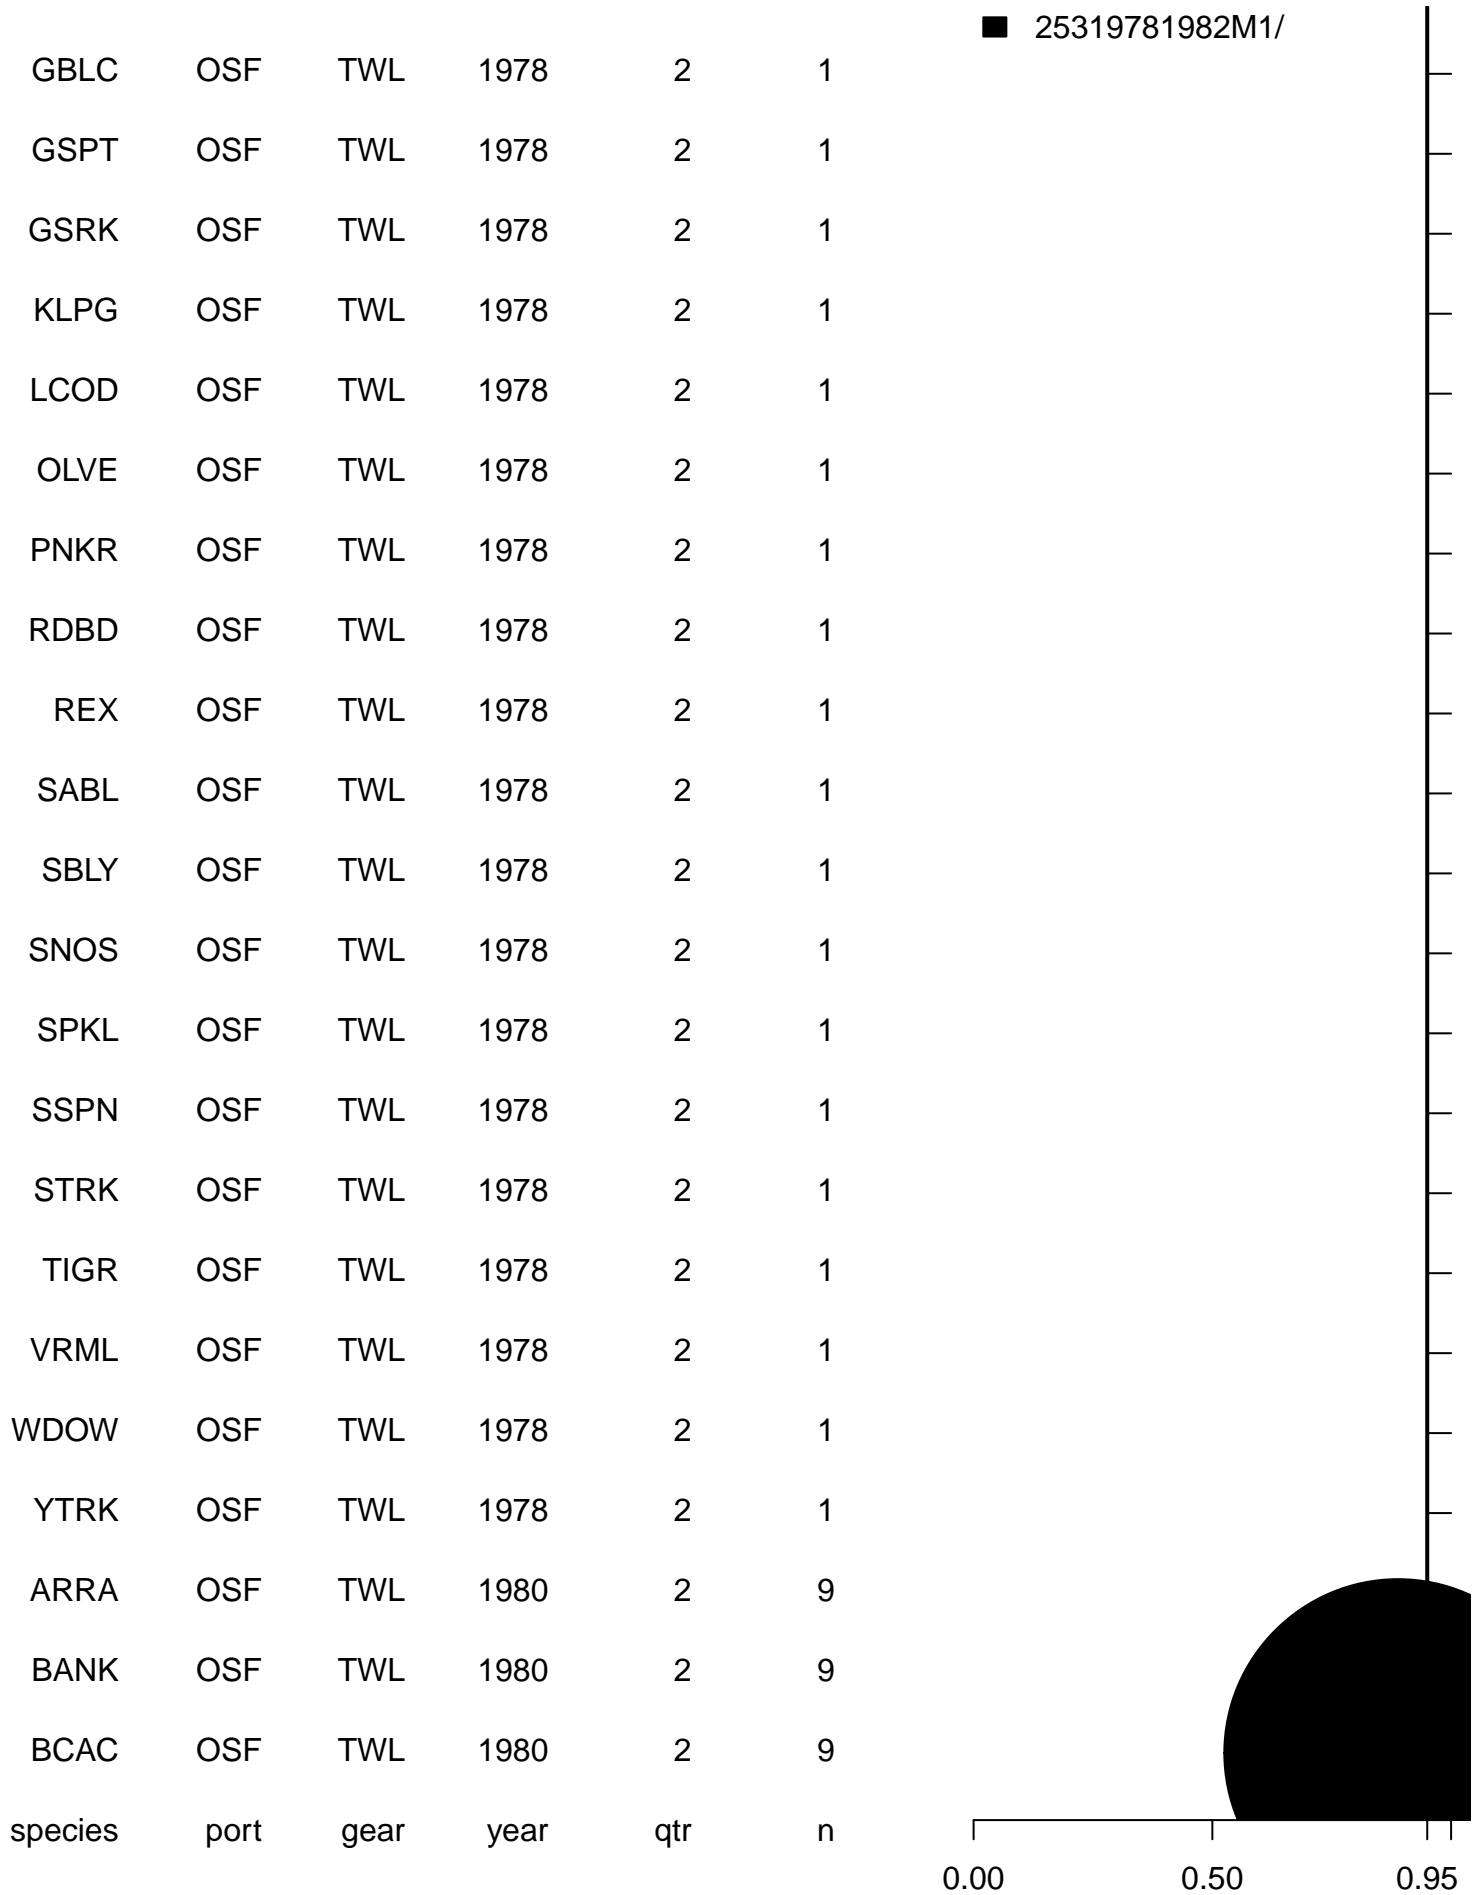 25319781982M1/
GBLC OSF TWL 1978 2 1
GSPT OSF TWL 1978 2 1
GSRK OSF TWL 1978 2 1
KLPG OSF TWL 1978 2 1
LCOD OSF TWL 1978 2 1
OLVE OSF TWL 1978 2 1
PNKR OSF TWL 1978 2 1
RDBD OSF TWL 1978 2 1
REX OSF TWL 1978 2 1
SABL OSF TWL 1978 2 1
SBLY OSF TWL 1978 2 1
SNOS OSF TWL 1978 2 1
SPKL OSF TWL 1978 2 1
SSPN OSF TWL 1978 2 1
STRK OSF TWL 1978 2 1
TIGR OSF TWL 1978 2 1
VRML OSF TWL 1978 2 1
WDOW OSF TWL 1978 2 1
YTRK OSF TWL 1978 2 1
ARRA OSF TWL 1980 2 9
BANK OSF TWL 1980 2 9
BCAC OSF TWL 1980 2 9
species port gear year qtr n
0.00 0.50 0.95